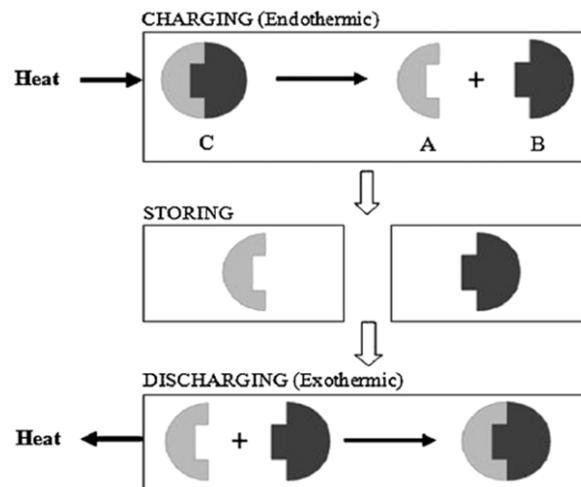 CHARGING (Endothermic)
Heat
+
C
A
B
STORING
DISCHARGING (Exothermic)
Heat
+